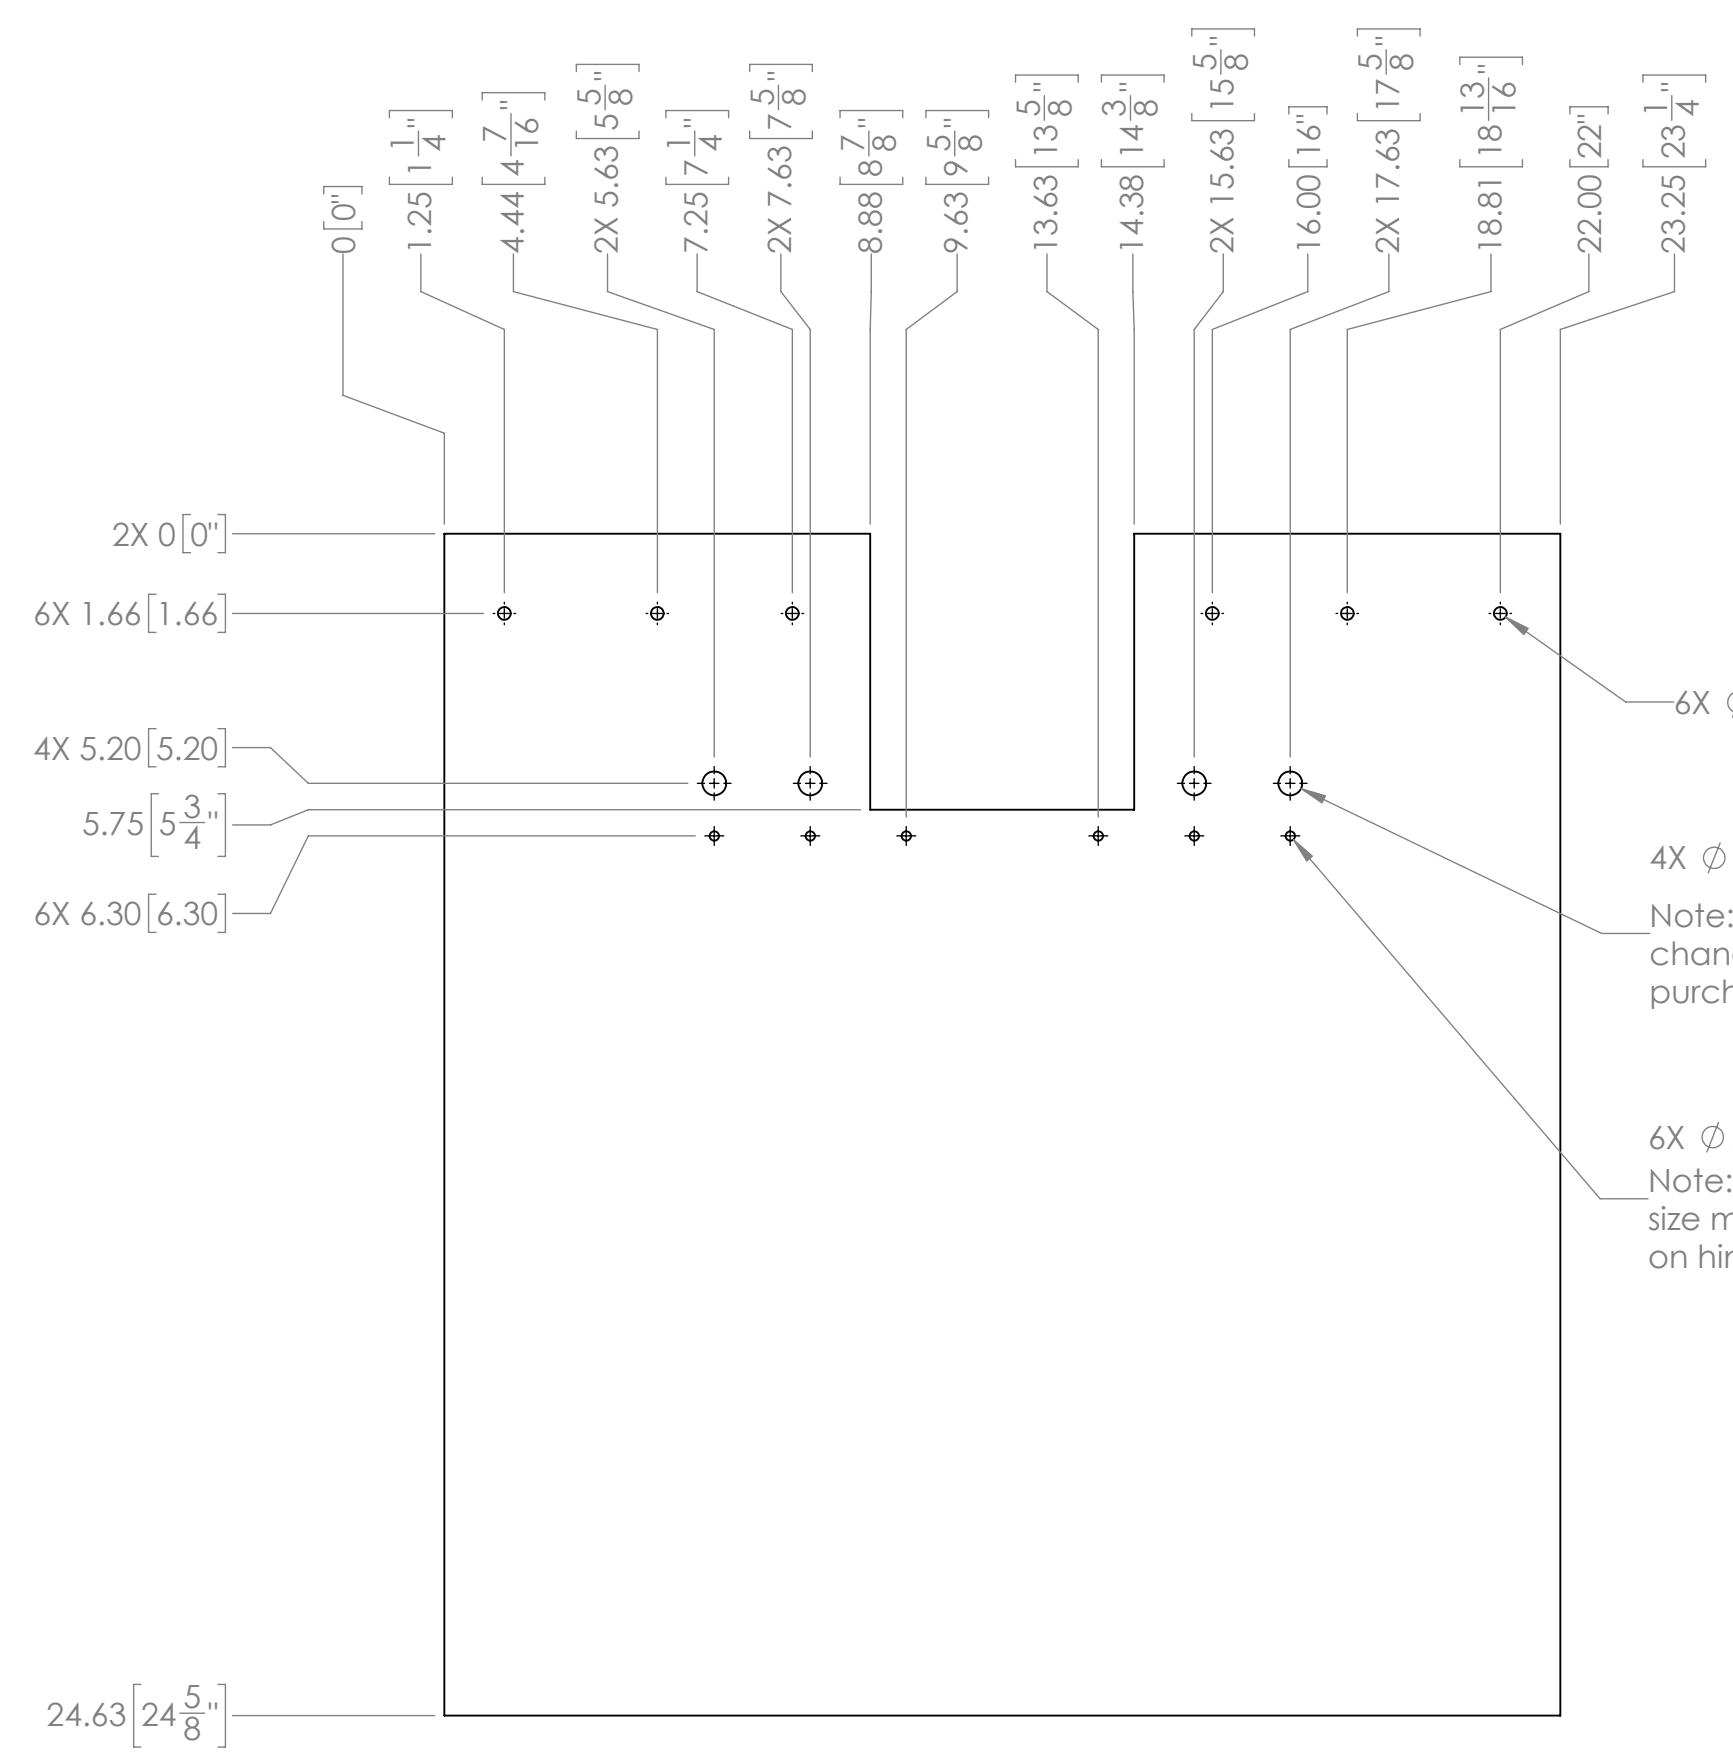 0[0"]
1.25[1 1/4"]
4.44[4 7/16"]
2X 5.63[5 5/8"]
7.25[7 1/4"]
2X 7.63[7 5/8"]
8.88[8 7/8"]
9.63[9 5/8"]
13.63[13 5/8"]
14.38[14 3/8"]
2X 15.63[15 5/8"]
16.00[16"]
2X 17.63[17 5/8"]
18.81[18 13/16"]
22.00[22"]
23.25[23 1/4"]
2X 0[0"]
6X 1.66[1.66]
4X 5.20[5.20]
5.75[5 3/4"]
6X 6.30[6.30]
24.63[24 5/8"]
6X
4X ∅
Note:
chan
purch
6X ∅
Note:
size m
on hin